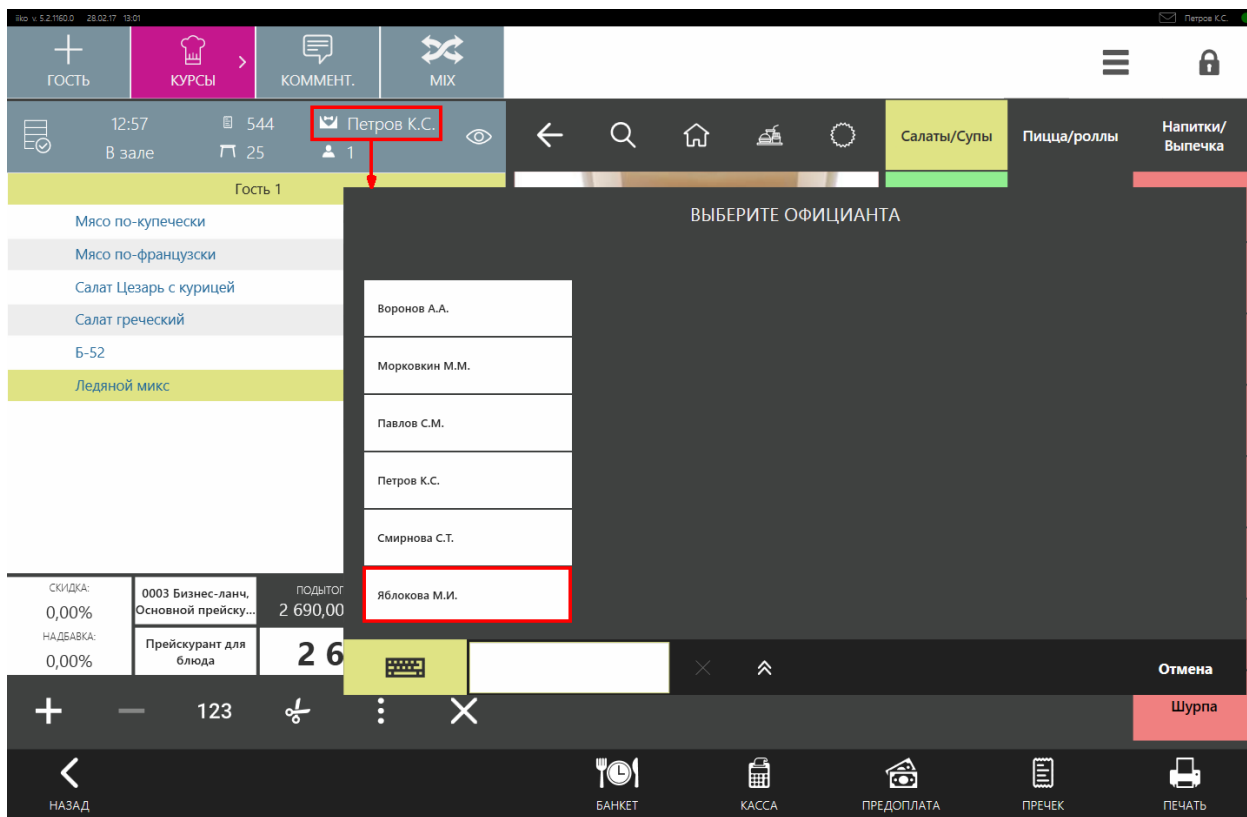 iiko v. 5.2.1160.0 28.02.17 13:01 Петров К.С.
ГОСТЬ КУРСЫ КОММЕНТ. MIX
12:57 544 Петров К.С.
В зале 25 1
Салаты/Супы Пицца/роллы Напитки/
Выпечка
Гость 1
Мясо по-купечески
Мясо по-французски
Салат Цезарь с курицей
Салат греческий
Б-52
Ледяной микс
ВЫБЕРИТЕ ОФИЦИАНТА
Воронов А.А.
Морковкин М.М.
Павлов С.М.
Петров К.С.
Смирнова С.Т.
Яблокова М.И.
СКИДКА:
0,00%
НАДБАВКА:
0,00%
0003 Бизнес-ланч,
Основной прейску...
Прейскурант для
блюда
ПОДЫТОГ
2 690,00
2 6
Отмена
123
Шурпа
НАЗАД БАНКЕТ КАССА ПРЕДОПЛАТА ПРЕЧЕК ПЕЧАТЬ